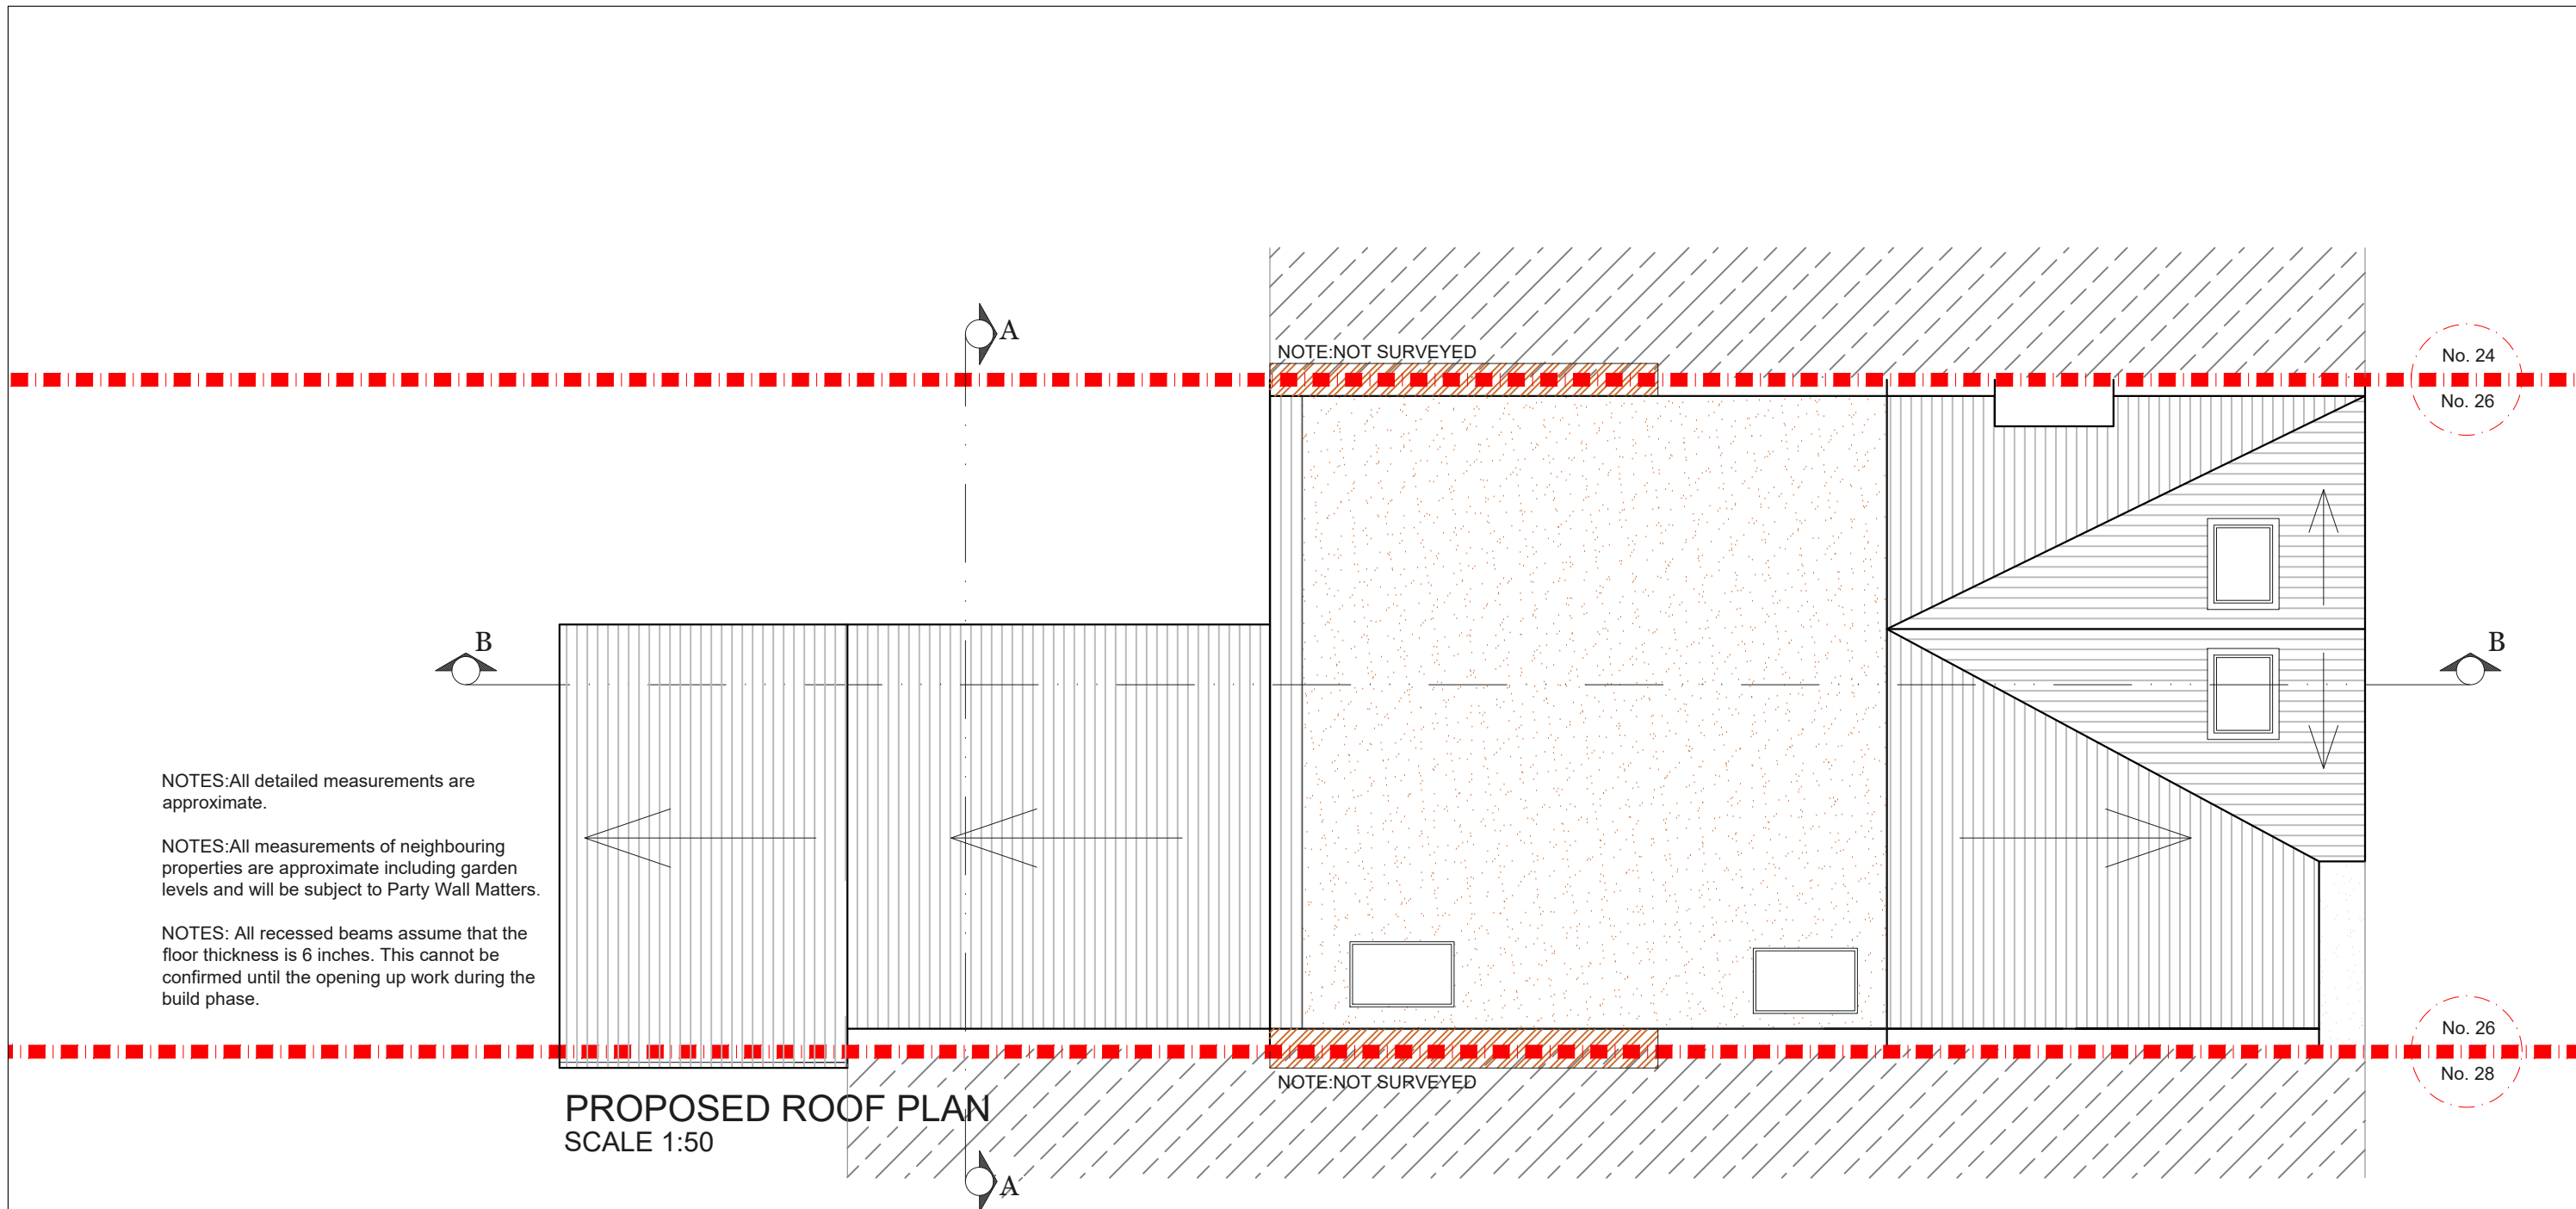 A
NOTE:NOT SURVEYED
No. 24
No. 26
B
B
NOTES:All detailed measurements are
approximate.
NOTES:All measurements of neighbouring
properties are approximate including garden
levels and will be subject to Party Wall Matters.
NOTES: All recessed beams assume that the
floor thickness is 6 inches. This cannot be
confirmed until the opening up work during the
build phase.
No. 26
No. 28
NOTE:NOT SURVEYED
PROPOSED ROOF PLAN
SCALE 1:50
A